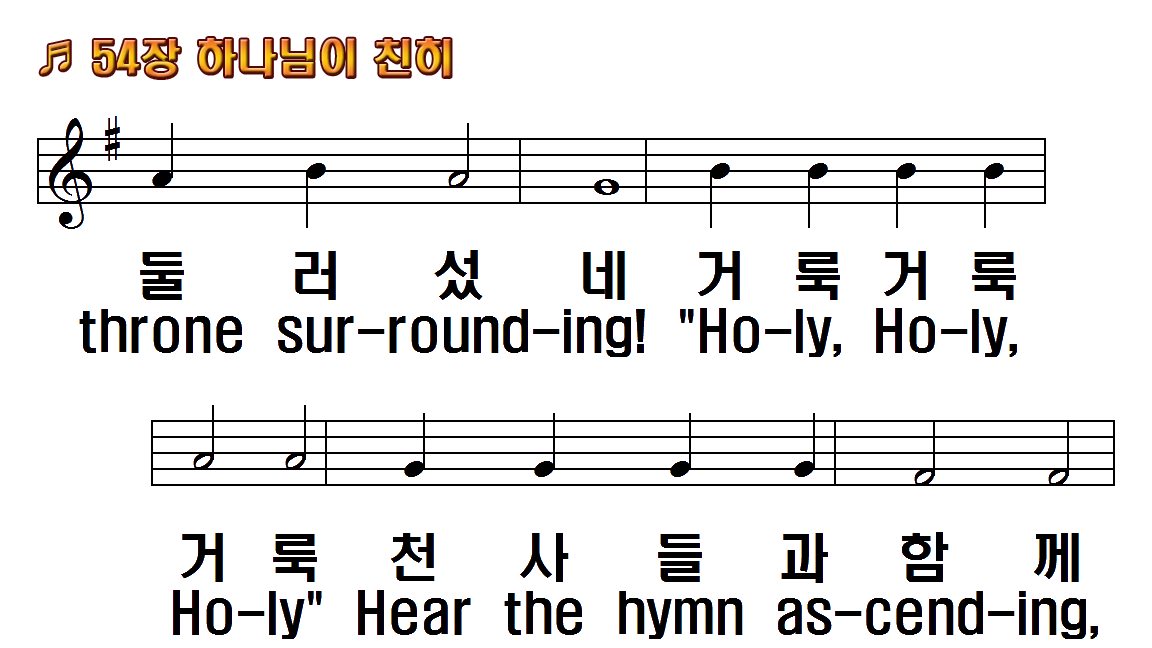 ♬ 54장 하나님이 친히
둘 러 섰 네 거 룩 거 룩
throne sur-round-ing! "Ho-ly, Ho-ly,
거 룩 천 사 들 과 함 께
Ho-ly" Hear the hymn as-cend-ing,